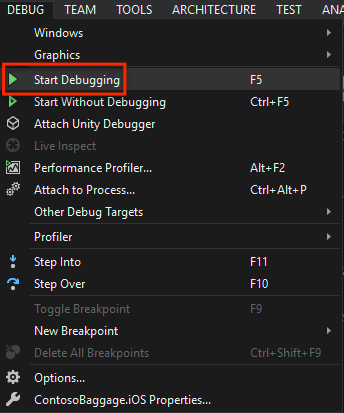 DEBUG TEAM TOOLS ARCHITECTURE TEST
Windows
Graphics
Start Debugging F5
Start Without Debugging Ctrl+F5
Attach Unity Debugger
Live Inspect
Performance Profiler... Alt+F2
Attach to Process... Ctrl+Alt+P
Other Debug Targets
Profiler
Step Into F11
Step Over F10
Toggle Breakpoint F9
New Breakpoint
Delete All Breakpoints Ctrl+Shift+F9
Options...
ContosoBaggage.iOS Properties...